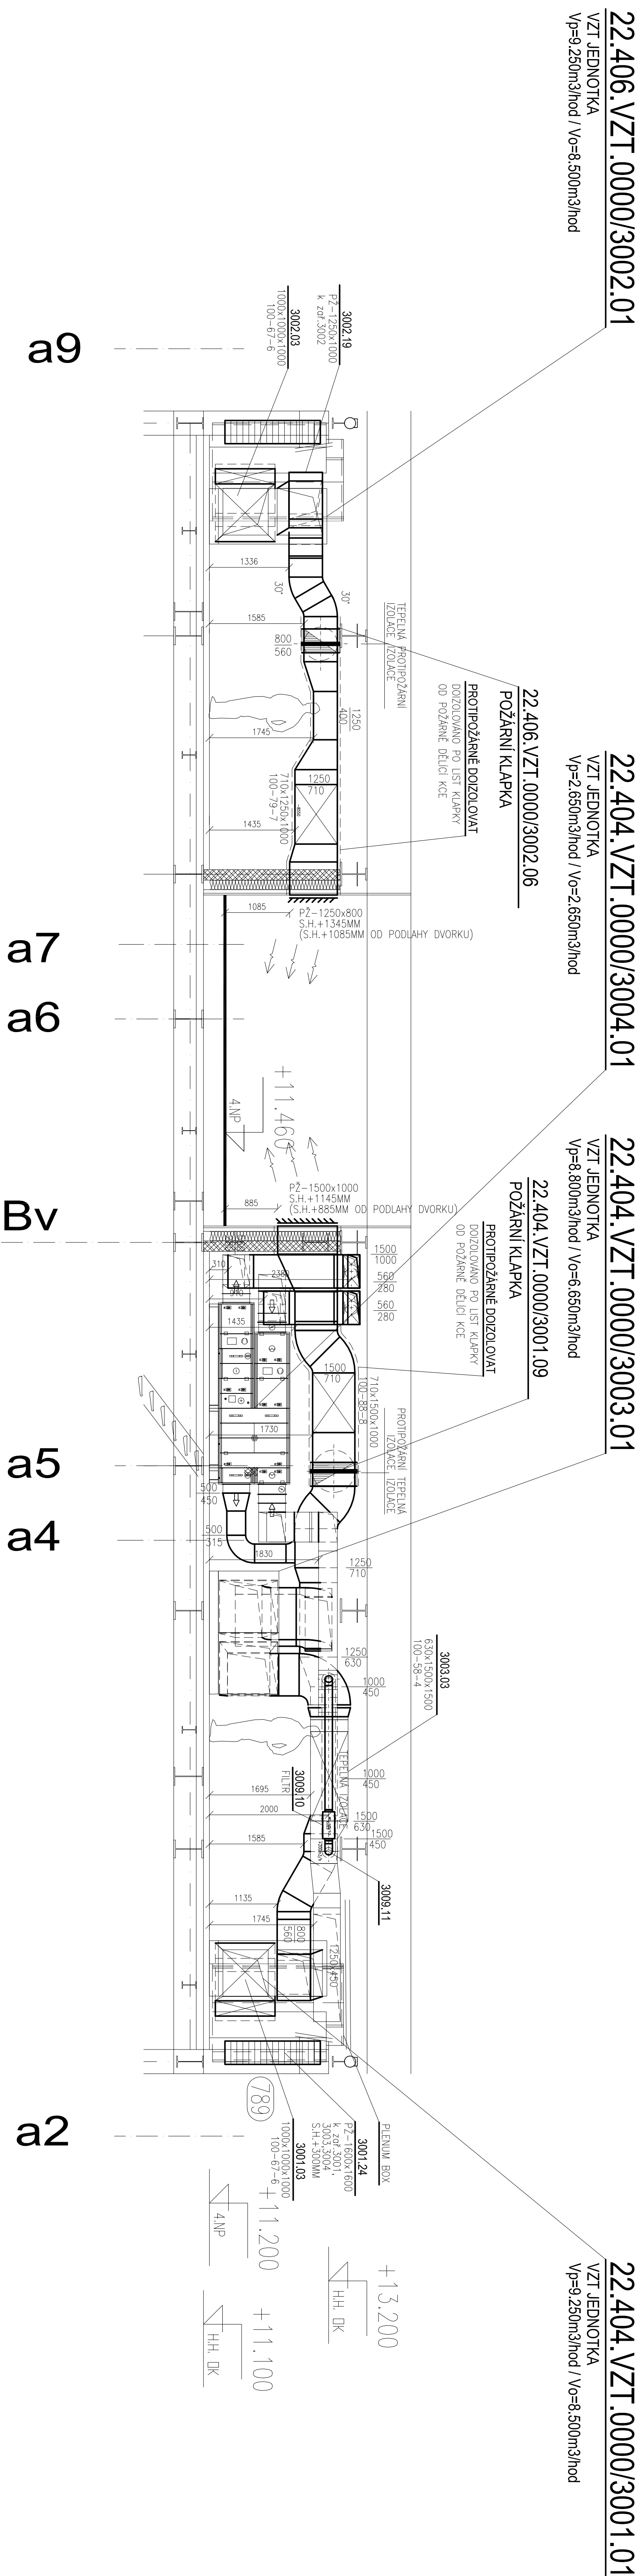 22.406.VZT.0000/3002.01
VZT JEDNOTKA
Vp=9.250m3/hod / Vo=8.500m3/hod
22.404.VZT.0000/3004.01
VZT JEDNOTKA
Vp=2.650m3/hod / Vo=2.650m3/hod
22.404.VZT.0000/3003.01
VZT JEDNOTKA
Vp=8.800m3/hod / Vo=6.650m3/hod
22.404.VZT.0000/3001.01
VZT JEDNOTKA
Vp=9.250m3/hod / Vo=8.500m3/hod
22.406.VZT.0000/3002.06
POŽÁRNÍ KLAPKA
PROTIPOŽÁRNĚ DOIZOLOVAT
DOIZOLOVÁNO PO LIST KLAPKY
OD POŽÁRNĚ DĚLÍCÍ KCE
22.404.VZT.0000/3001.09
POŽÁRNÍ KLAPKA
PROTIPOŽÁRNĚ DOIZOLOVAT
DOIZOLOVÁNO PO LIST KLAPKY
OD POŽÁRNĚ DĚLÍCÍ KCE
3002.19
PŽ-1250x1000
k zař.3002
3002.03
1000x1000x1000
100-67-6
1336
30°
30°
1585
800
560
TEPELNÁ PROTIPOŽÁRNÍ
IZOLACE IZOLACE
1250
400
1745
1250
710
710x1250x1000
100-79-7
1435
1085
PŽ-1250x800
S.H.+1345MM
(S.H.+1085MM OD PODLAHY DVORKU)
+11.460
4.NP
PŽ-1500x1000
S.H.+1145MM
(S.H.+885MM OD PODLAHY DVORKU)
885
1500
1000
310
2380
910
560
280
560
280
1435
1500
710
710x1500x1000
100-88-8
PROTIPOŽÁRNÍ TEPELNÁ
IZOLACE IZOLACE
1730
500
450
500
315
1830
1250
710
1250
630
1000
450
3003.03
630x1500x1500
100-58-4
TEPELNÁ IZOLACE
1000
450
1695
3009.10
FILTR
2000
1500
630
1500
450
1585
3009.11
1135
1745
800
560
1250
450
PLENUM BOX
3001.24
PŽ-1600x1600
k zař.3001,
3003,3004
S.H.+300MM
3001.03
1000x1000x1000
100-67-6
789
+11.200
4.NP
+13.200
H.H. OK
+11.100
H.H. OK
a9
a7
a6
Bv
a5
a4
a2